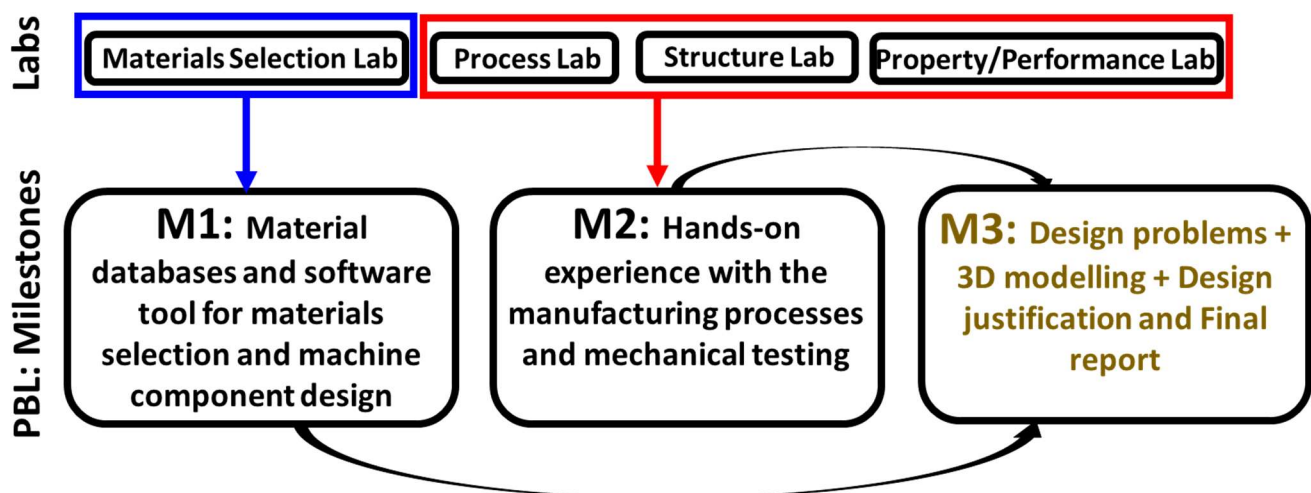 Labs
Materials Selection Lab
Process Lab
Structure Lab
Property/Performance Lab
PBL: Milestones
M1: Material
databases and software
tool for materials
selection and machine
component design
M2: Hands-on
experience with the
manufacturing processes
and mechanical testing
M3: Design problems +
3D modelling + Design
justification and Final
report